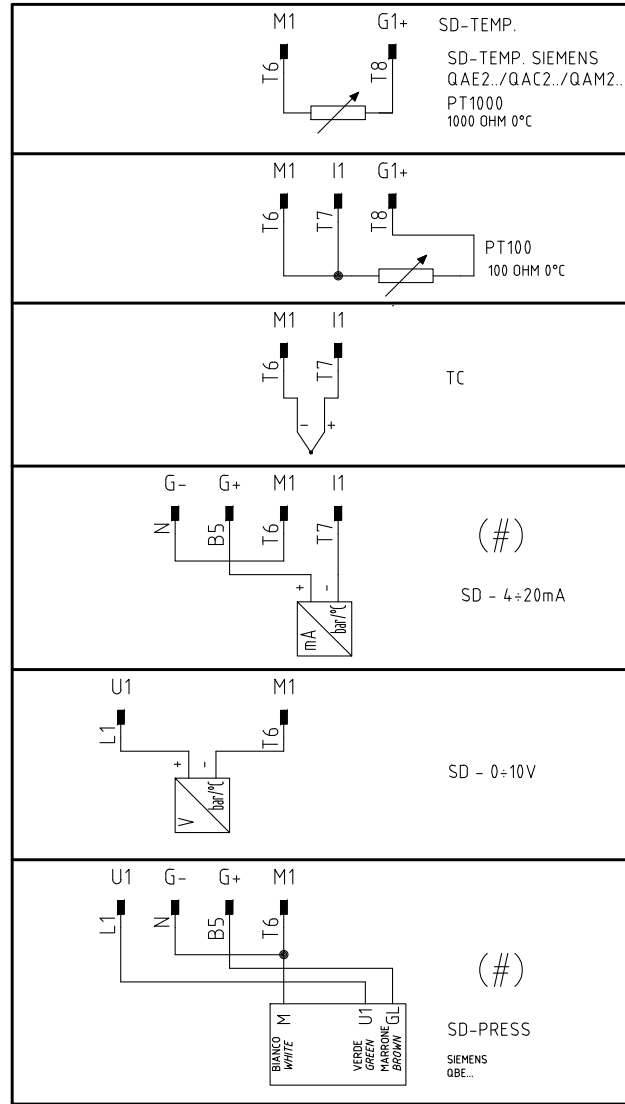 M1 G1+ SD-TEMP.
T6 T8
SD-TEMP. SIEMENS
QAE2../QAC2../QAM2..
PT1000
1000 OHM 0°C
M1 I1 G1+
T6 T7 T8
PT100
100 OHM 0°C
M1 I1
T6 T7
TC
- +
G- G+ M1 I1
N B5 T6 T7
(#)
+ -
mA bar/°C
SD - 4÷20mA
U1 M1
L1 T6
+ -
V bar/°C
SD - 0÷10V
U1 G- G+ M1
L1 N B5 T6
(#)
M U1 GL
BIANCO VERDE MARRONE
WHITE GREEN BROWN
SD-PRESS
SIEMENS
QBE...